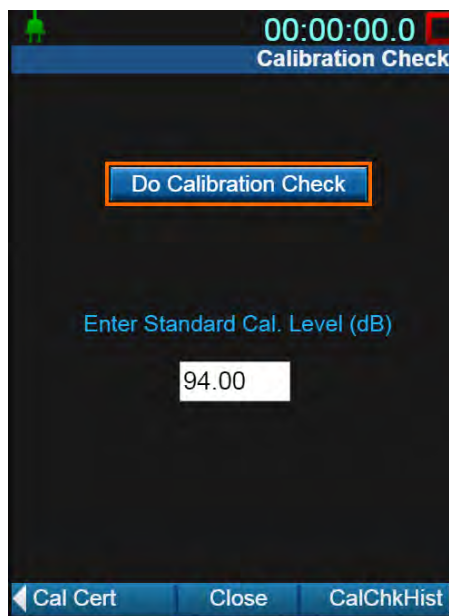 00:00:00.0
Calibration Check
Do Calibration Check
Enter Standard Cal. Level (dB)
94.00
Cal Cert Close CalChkHist